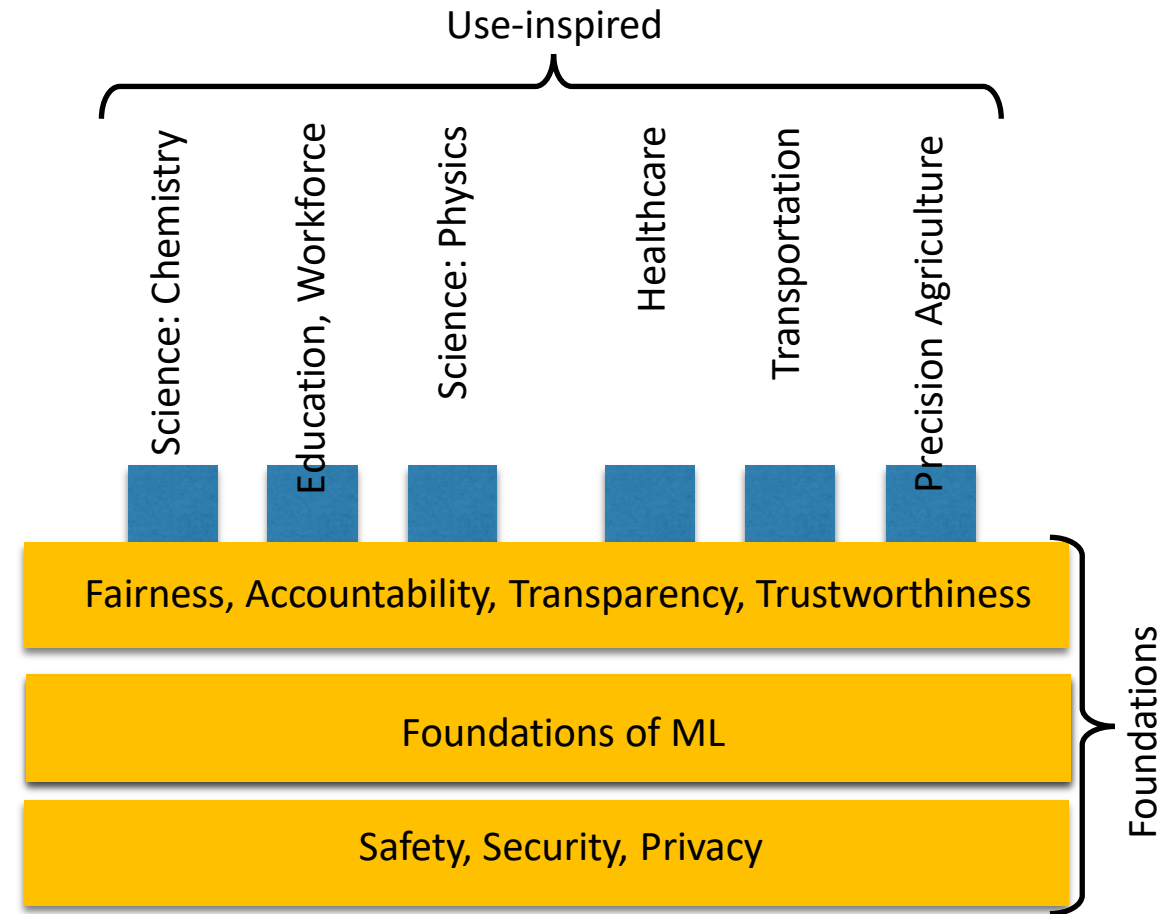 Use-inspired
Science: Chemistry
Education, Workforce
Science: Physics
Healthcare
Transportation
Precision Agriculture
Fairness, Accountability, Transparency, Trustworthiness
Foundations of ML
Safety, Security, Privacy
Foundations